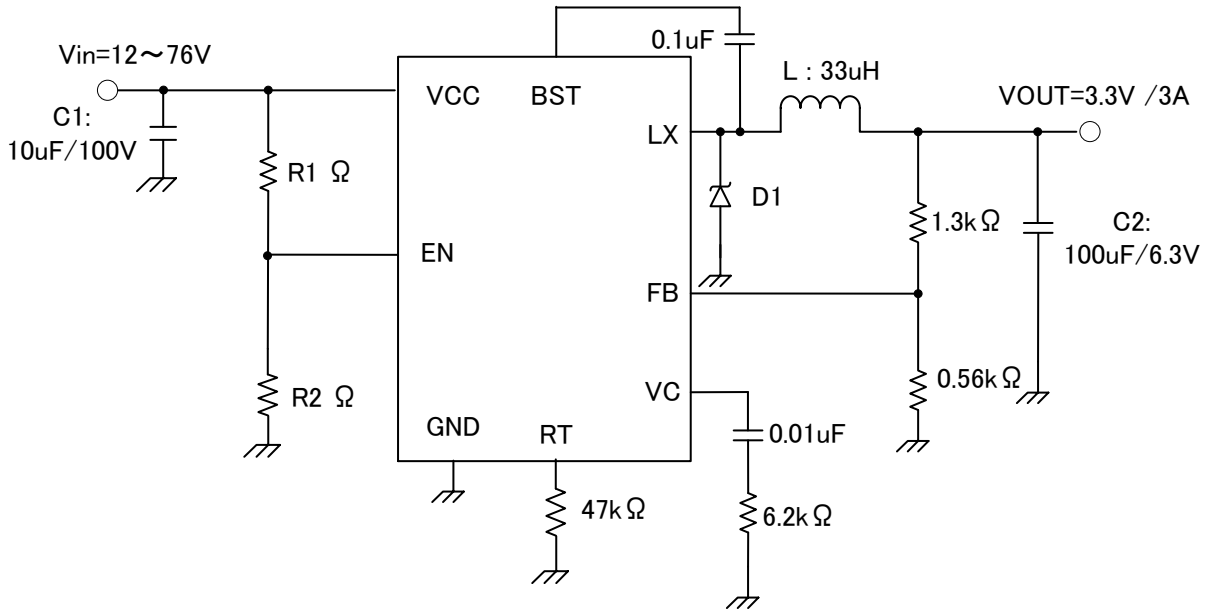 Vin=12～76V
C1:
10uF/100V
R1 Ω
R2 Ω
VCC
BST
LX
EN
FB
VC
GND
RT
0.1uF
L : 33uH
VOUT=3.3V /3A
D1
1.3kΩ
C2:
100uF/6.3V
0.56kΩ
0.01uF
6.2kΩ
47kΩ